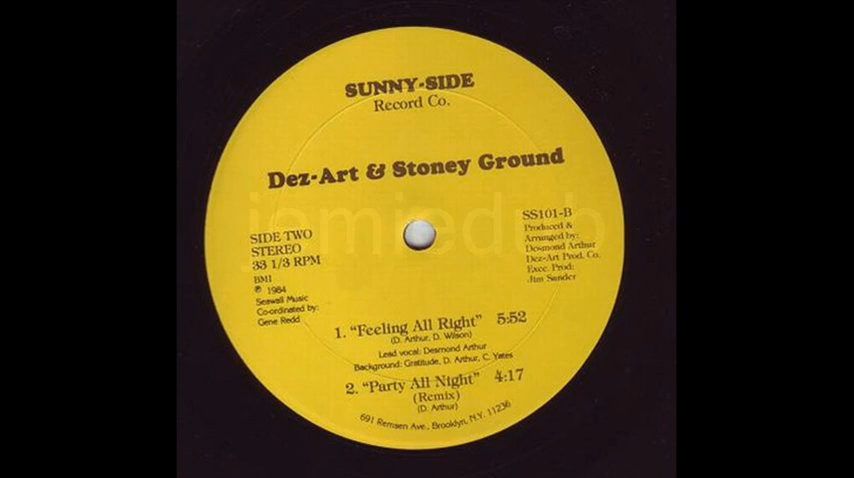 SUNNY-SIDE
Record Co.
Dez-Art & Stoney Ground
jamiedub
SIDE TWO
STEREO
33 1/3 RPM
BMI
℗ 1984
Seawall Music
Co-ordinated by:
Gene Redd
SS101-B
Produced &
Arranged by:
Desmond Arthur
Dez-Art Prod. Co.
Exec. Prod:
Jim Sander
1. "Feeling All Right" 5:52
(D. Arthur, D. Wilson)
Lead vocal: Desmond Arthur
Background: Gratitude, D. Arthur, C. Yates
2. "Party All Night" 4:17
(Remix)
(D. Arthur)
691 Remsen Ave., Brooklyn, N.Y. 11236